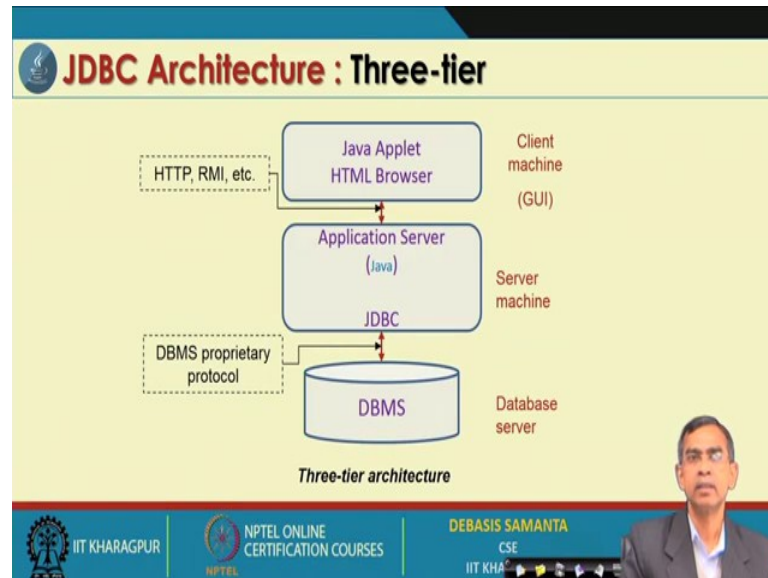 JDBC Architecture : Three-tier
Java Applet
HTML Browser
Client
machine
(GUI)
HTTP, RMI, etc.
Application Server
(Java)
JDBC
Server
machine
DBMS proprietary
protocol
DBMS
Database
server
Three-tier architecture
IIT KHARAGPUR
NPTEL
NPTEL ONLINE
CERTIFICATION COURSES
DEBASIS SAMANTA
CSE
IIT KHA